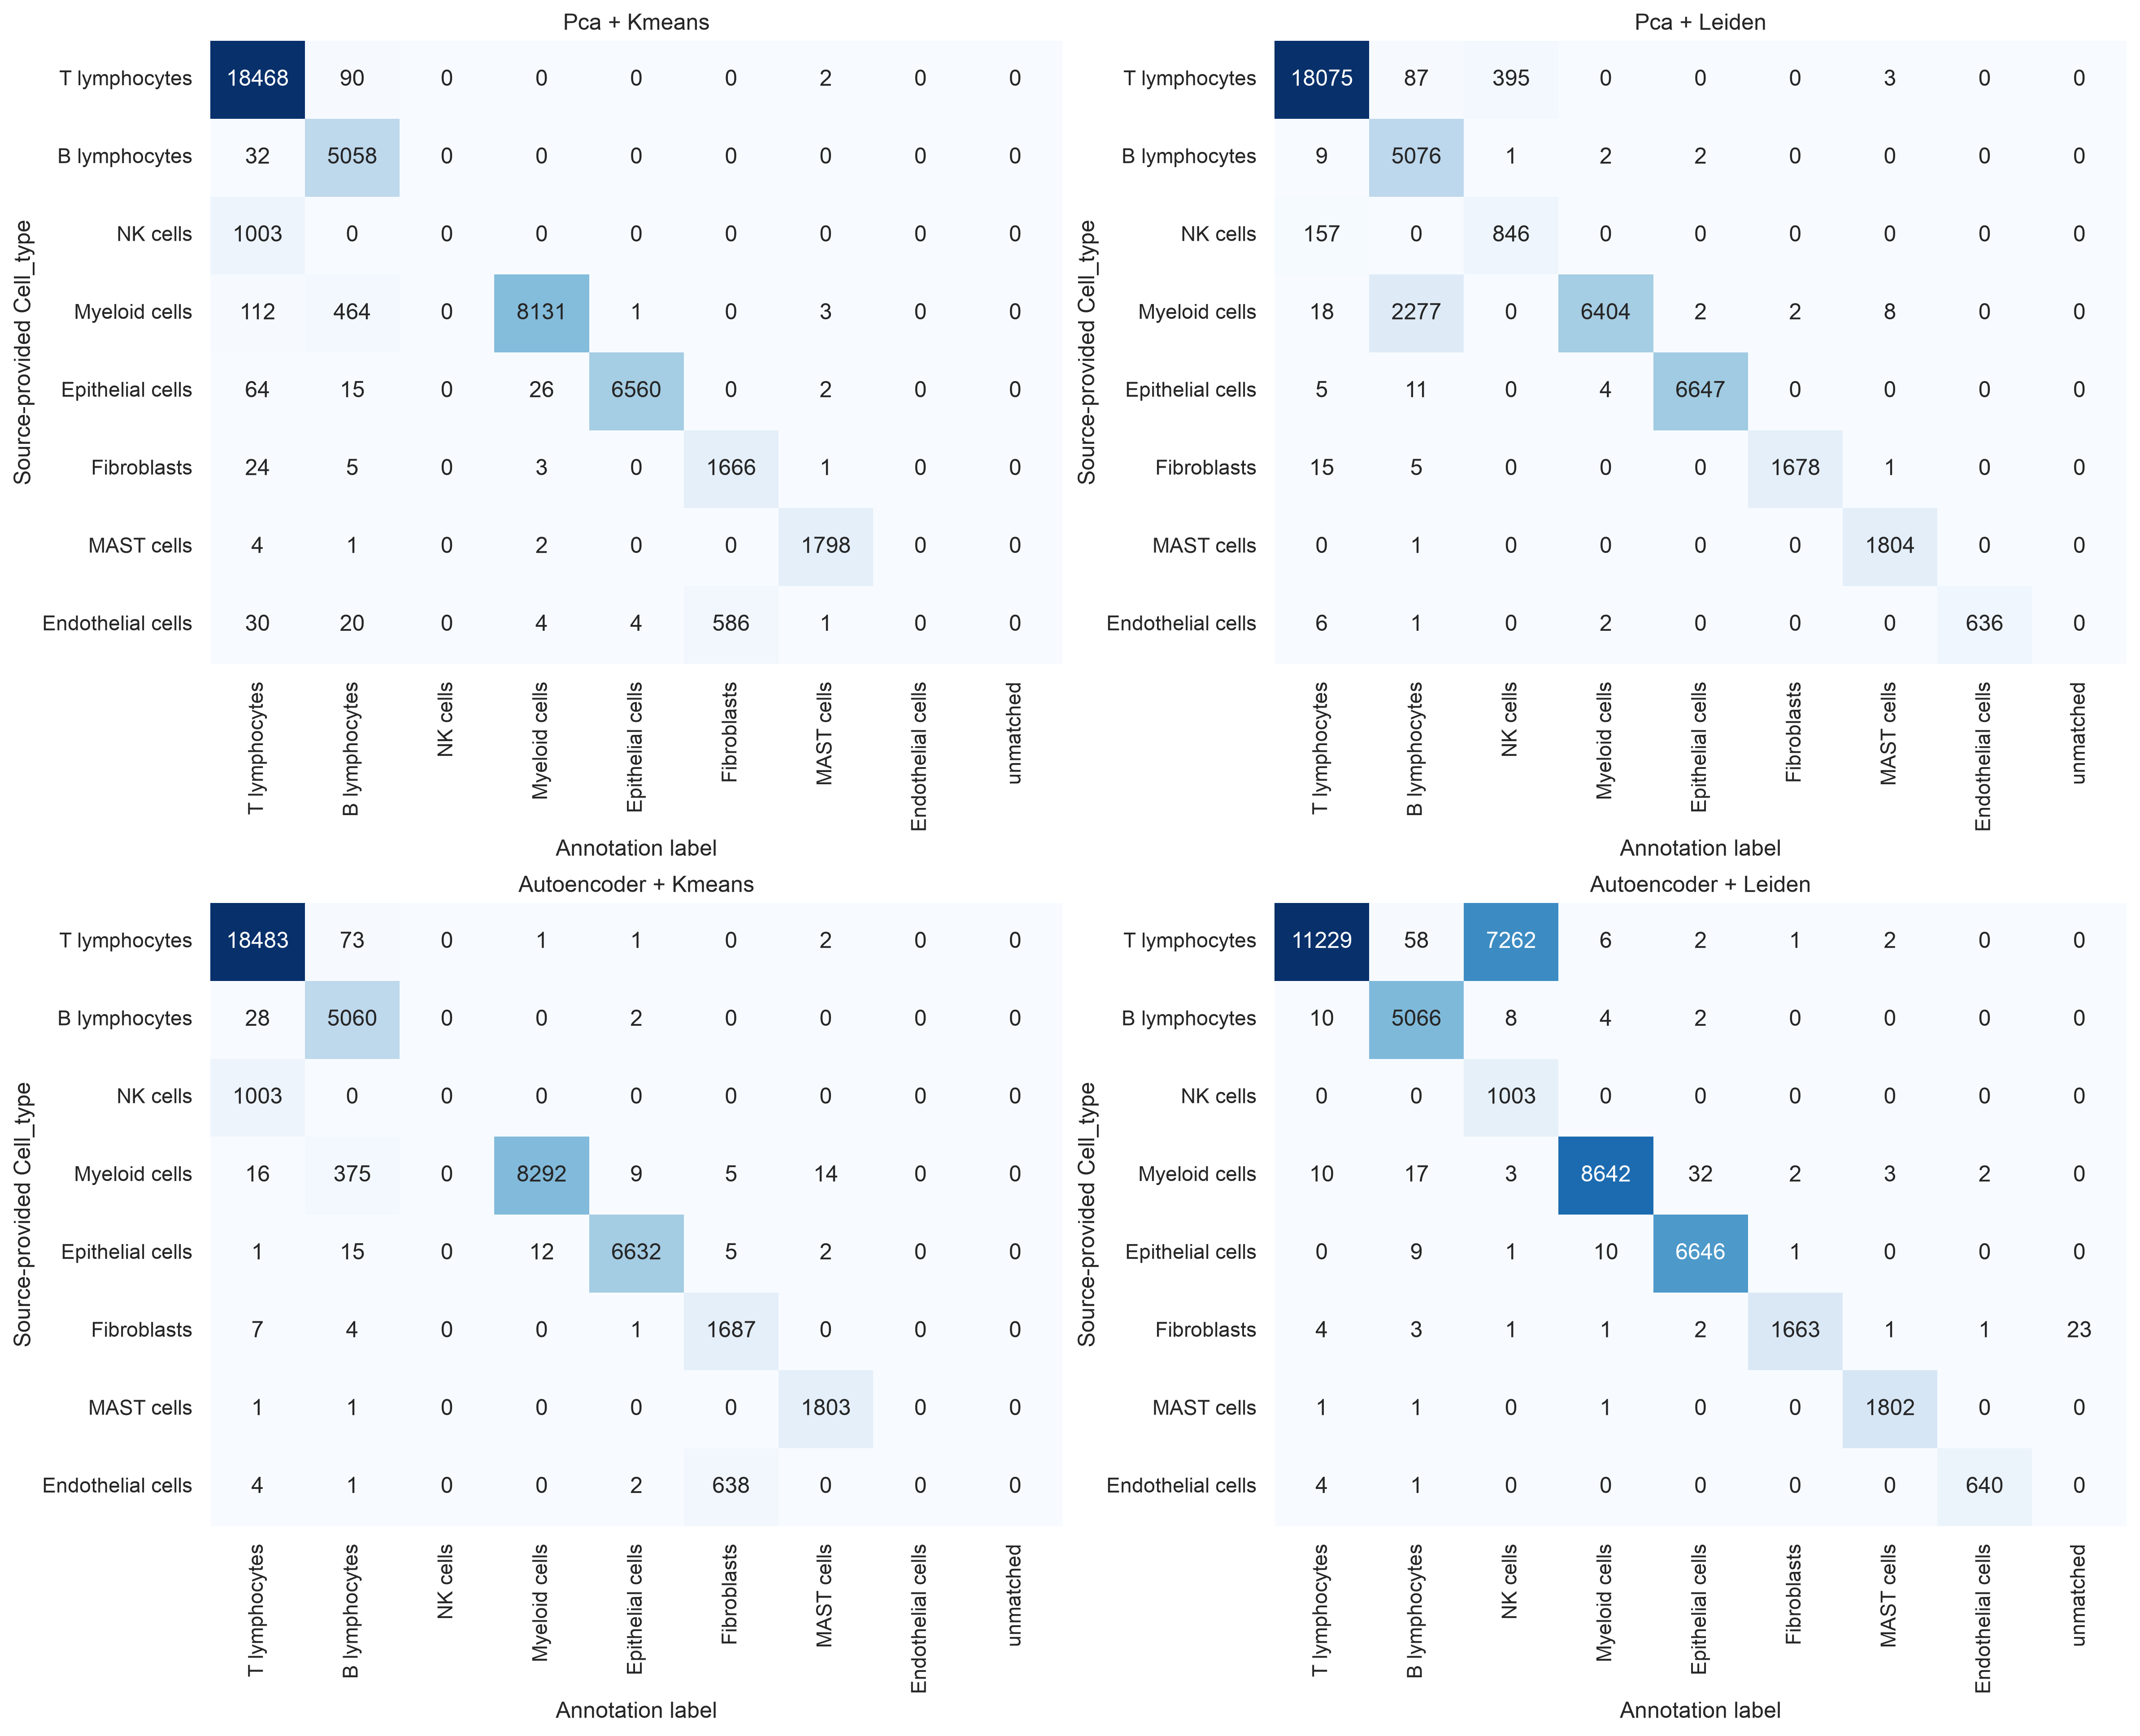 Pca + Kmeans
Source-provided Cell_type
T lymphocytes 18468 90 0 0 0 0 2 0 0
B lymphocytes 32 5058 0 0 0 0 0 0 0
NK cells 1003 0 0 0 0 0 0 0 0
Myeloid cells 112 464 0 8131 1 0 3 0 0
Epithelial cells 64 15 0 26 6560 0 2 0 0
Fibroblasts 24 5 0 3 0 1666 1 0 0
MAST cells 4 1 0 2 0 0 1798 0 0
Endothelial cells 30 20 0 4 4 586 1 0 0
T lymphocytes B lymphocytes NK cells Myeloid cells Epithelial cells Fibroblasts MAST cells Endothelial cells unmatched
Annotation label
Pca + Leiden
Source-provided Cell_type
T lymphocytes 18075 87 395 0 0 0 3 0 0
B lymphocytes 9 5076 1 2 2 0 0 0 0
NK cells 157 0 846 0 0 0 0 0 0
Myeloid cells 18 2277 0 6404 2 2 8 0 0
Epithelial cells 5 11 0 4 6647 0 0 0 0
Fibroblasts 15 5 0 0 0 1678 1 0 0
MAST cells 0 1 0 0 0 0 1804 0 0
Endothelial cells 6 1 0 2 0 0 0 636 0
T lymphocytes B lymphocytes NK cells Myeloid cells Epithelial cells Fibroblasts MAST cells Endothelial cells unmatched
Annotation label
Autoencoder + Kmeans
Source-provided Cell_type
T lymphocytes 18483 73 0 1 1 0 2 0 0
B lymphocytes 28 5060 0 0 2 0 0 0 0
NK cells 1003 0 0 0 0 0 0 0 0
Myeloid cells 16 375 0 8292 9 5 14 0 0
Epithelial cells 1 15 0 12 6632 5 2 0 0
Fibroblasts 7 4 0 0 1 1687 0 0 0
MAST cells 1 1 0 0 0 0 1803 0 0
Endothelial cells 4 1 0 0 2 638 0 0 0
T lymphocytes B lymphocytes NK cells Myeloid cells Epithelial cells Fibroblasts MAST cells Endothelial cells unmatched
Annotation label
Autoencoder + Leiden
Source-provided Cell_type
T lymphocytes 11229 58 7262 6 2 1 2 0 0
B lymphocytes 10 5066 8 4 2 0 0 0 0
NK cells 0 0 1003 0 0 0 0 0 0
Myeloid cells 10 17 3 8642 32 2 3 2 0
Epithelial cells 0 9 1 10 6646 1 0 0 0
Fibroblasts 4 3 1 1 2 1663 1 1 23
MAST cells 1 1 0 1 0 0 1802 0 0
Endothelial cells 4 1 0 0 0 0 0 640 0
T lymphocytes B lymphocytes NK cells Myeloid cells Epithelial cells Fibroblasts MAST cells Endothelial cells unmatched
Annotation label